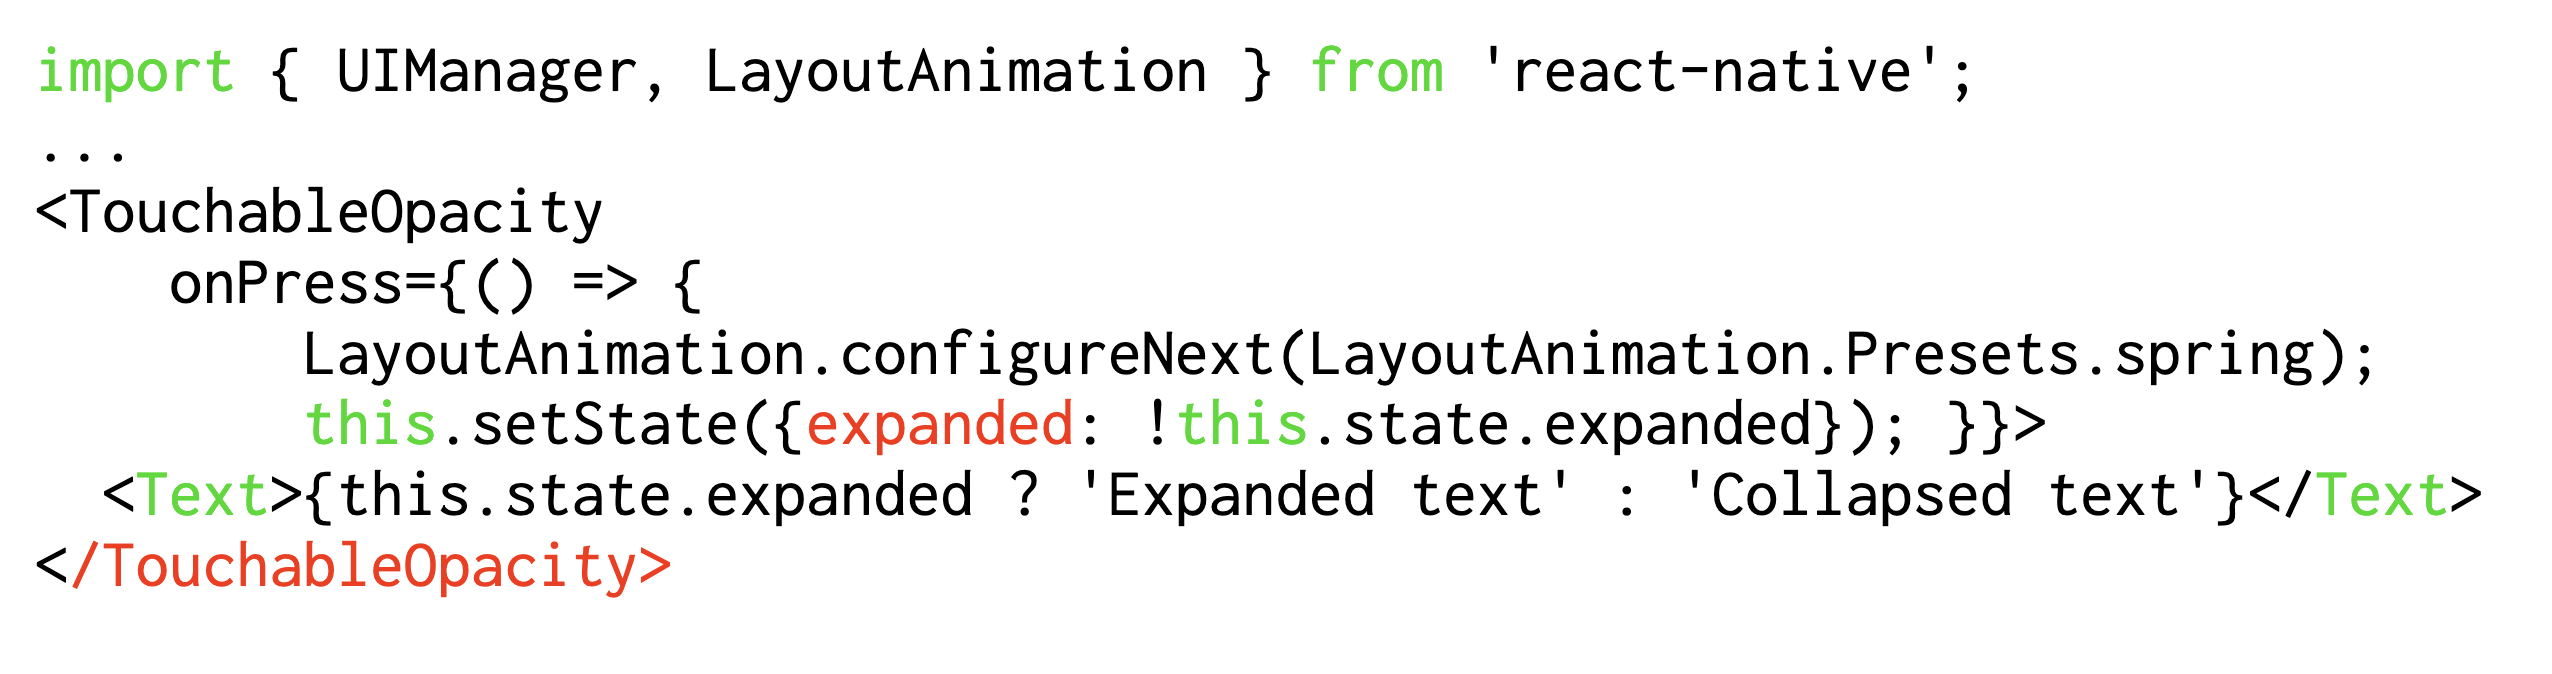 import { UIManager, LayoutAnimation } from 'react-native';
...
<TouchableOpacity
    onPress={() => {
        LayoutAnimation.configureNext(LayoutAnimation.Presets.spring);
        this.setState({expanded: !this.state.expanded}); }}>
  <Text>{this.state.expanded ? 'Expanded text' : 'Collapsed text'}</Text>
</TouchableOpacity>